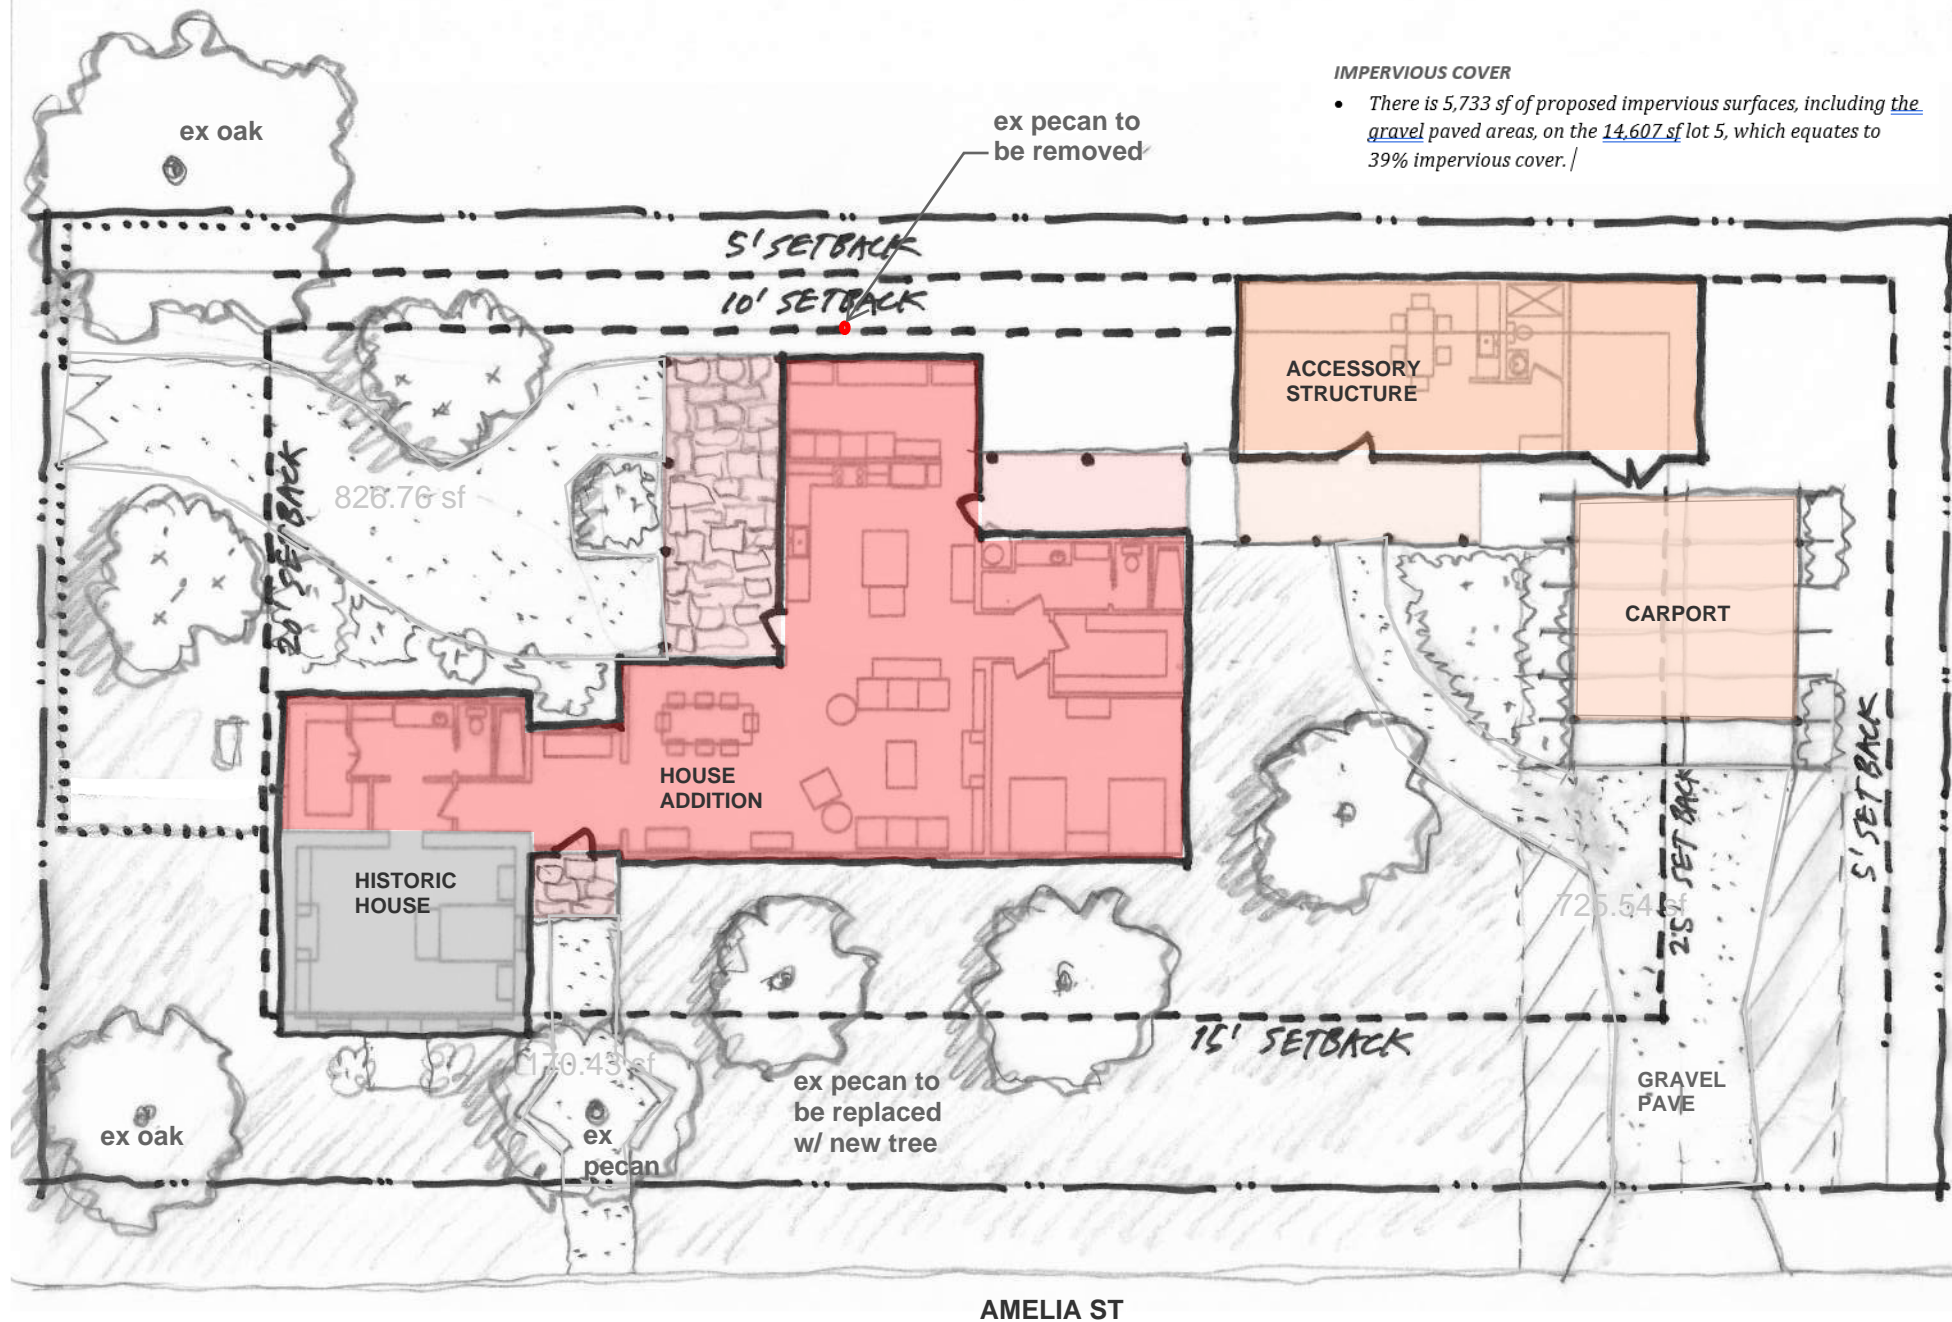 IMPERVIOUS COVER
• There is 5,733 sf of proposed impervious surfaces, including the
gravel paved areas, on the 14,607 sf lot 5, which equates to
39% impervious cover.
ex oak
ex pecan to
be removed
5' SETBACK
10' SETBACK
ACCESSORY
STRUCTURE
826.76 sf
20' SETBACK
CARPORT
HOUSE
ADDITION
5' SETBACK
25' SET BACK
HISTORIC
HOUSE
725.54 sf
15' SETBACK
170.43 sf
ex pecan to
be replaced
w/ new tree
GRAVEL
PAVE
ex oak
ex
pecan
AMELIA ST